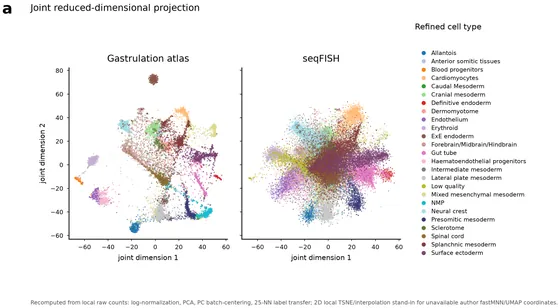 a
Joint reduced-dimensional projection
Refined cell type
Gastrulation atlas
seqFISH
joint dimension 2
80
60
40
20
0
−20
−40
−60
−60 −40 −20 0 20 40 60
joint dimension 1
−60 −40 −20 0 20 40 60
joint dimension 1
Allantois
Anterior somitic tissues
Blood progenitors
Cardiomyocytes
Caudal Mesoderm
Cranial mesoderm
Definitive endoderm
Dermomyotome
Endothelium
Erythroid
ExE endoderm
Forebrain/Midbrain/Hindbrain
Gut tube
Haematoendothelial progenitors
Intermediate mesoderm
Lateral plate mesoderm
Low quality
Mixed mesenchymal mesoderm
NMP
Neural crest
Presomitic mesoderm
Sclerotome
Spinal cord
Splanchnic mesoderm
Surface ectoderm
Recomputed from local raw counts: log-normalization, PCA, PC batch-centering, 25-NN label transfer; 2D local TSNE/interpolation stand-in for unavailable author fastMNN/UMAP coordinates.